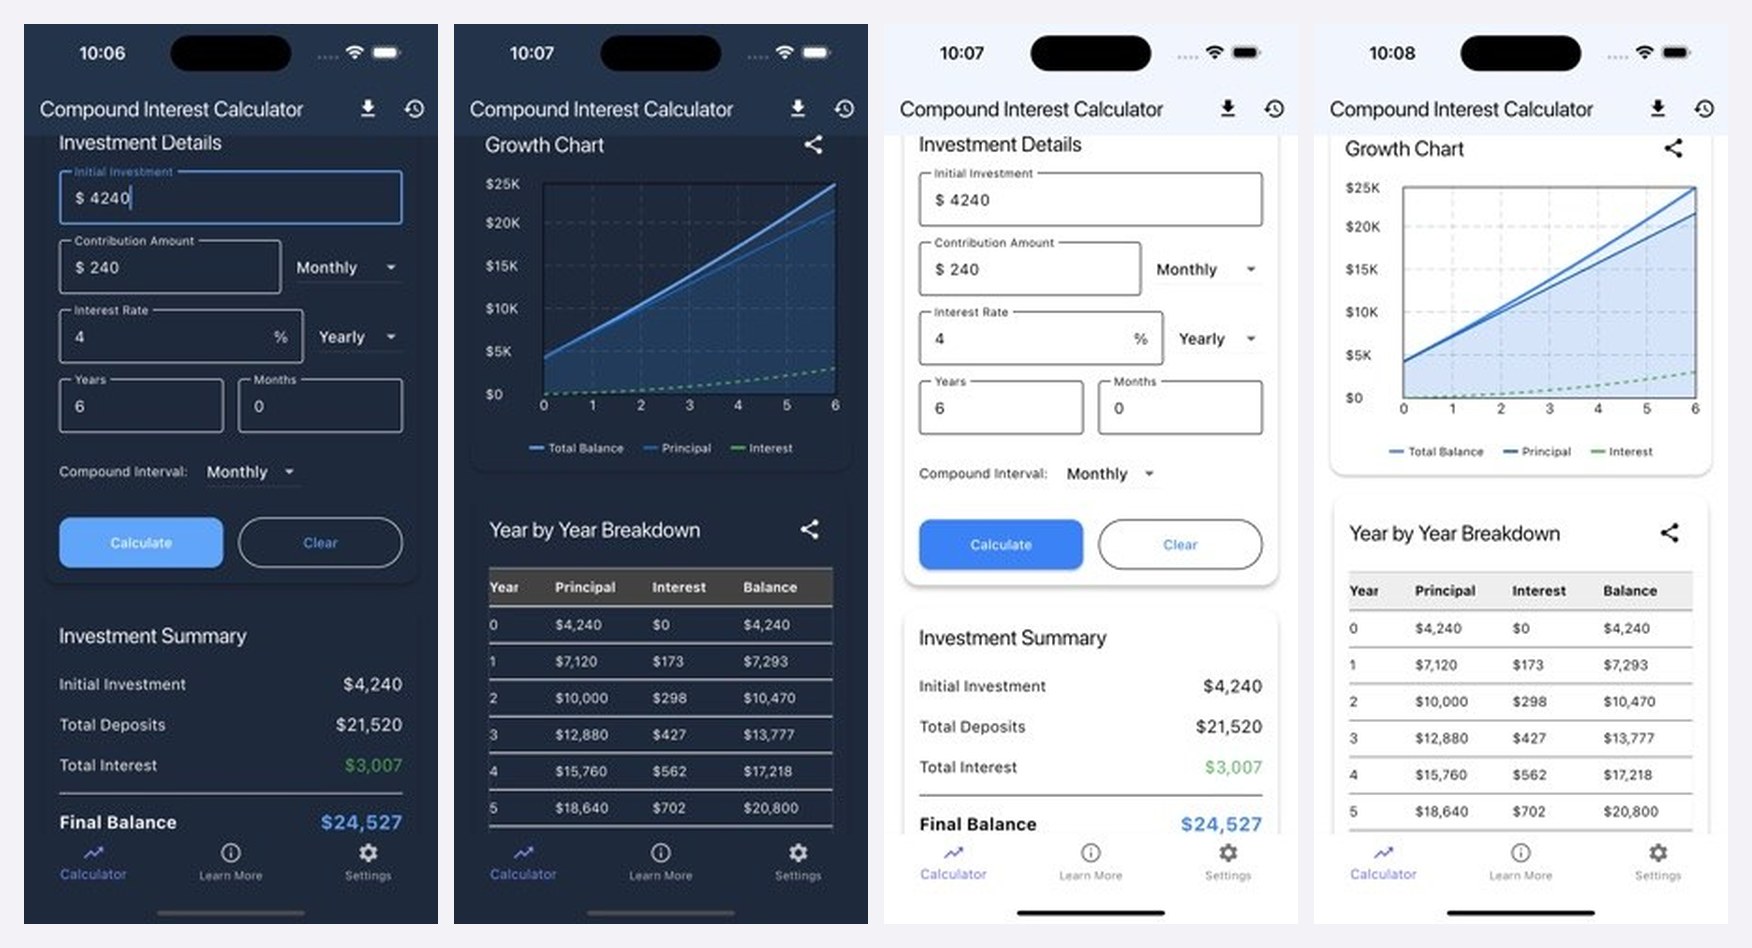 10:06
Compound Interest Calculator
Investment Details
Initial Investment
$ 4240
Contribution Amount
$ 240
Monthly
Interest Rate
4 %
Yearly
Years
6
Months
0
Compound Interval: Monthly
Calculate
Clear
Investment Summary
Initial Investment $4,240
Total Deposits $21,520
Total Interest $3,007
Final Balance $24,527
Calculator Learn More Settings
10:07
Compound Interest Calculator
Growth Chart
$25K
$20K
$15K
$10K
$5K
$0
0 1 2 3 4 5 6
Total Balance Principal Interest
Year by Year Breakdown
Year Principal Interest Balance
0 $4,240 $0 $4,240
1 $7,120 $173 $7,293
2 $10,000 $298 $10,470
3 $12,880 $427 $13,777
4 $15,760 $562 $17,218
5 $18,640 $702 $20,800
Calculator Learn More Settings
10:07
Compound Interest Calculator
Investment Details
Initial Investment
$ 4240
Contribution Amount
$ 240
Monthly
Interest Rate
4 %
Yearly
Years
6
Months
0
Compound Interval: Monthly
Calculate
Clear
Investment Summary
Initial Investment $4,240
Total Deposits $21,520
Total Interest $3,007
Final Balance $24,527
Calculator Learn More Settings
10:08
Compound Interest Calculator
Growth Chart
$25K
$20K
$15K
$10K
$5K
$0
0 1 2 3 4 5 6
Total Balance Principal Interest
Year by Year Breakdown
Year Principal Interest Balance
0 $4,240 $0 $4,240
1 $7,120 $173 $7,293
2 $10,000 $298 $10,470
3 $12,880 $427 $13,777
4 $15,760 $562 $17,218
5 $18,640 $702 $20,800
Calculator Learn More Settings